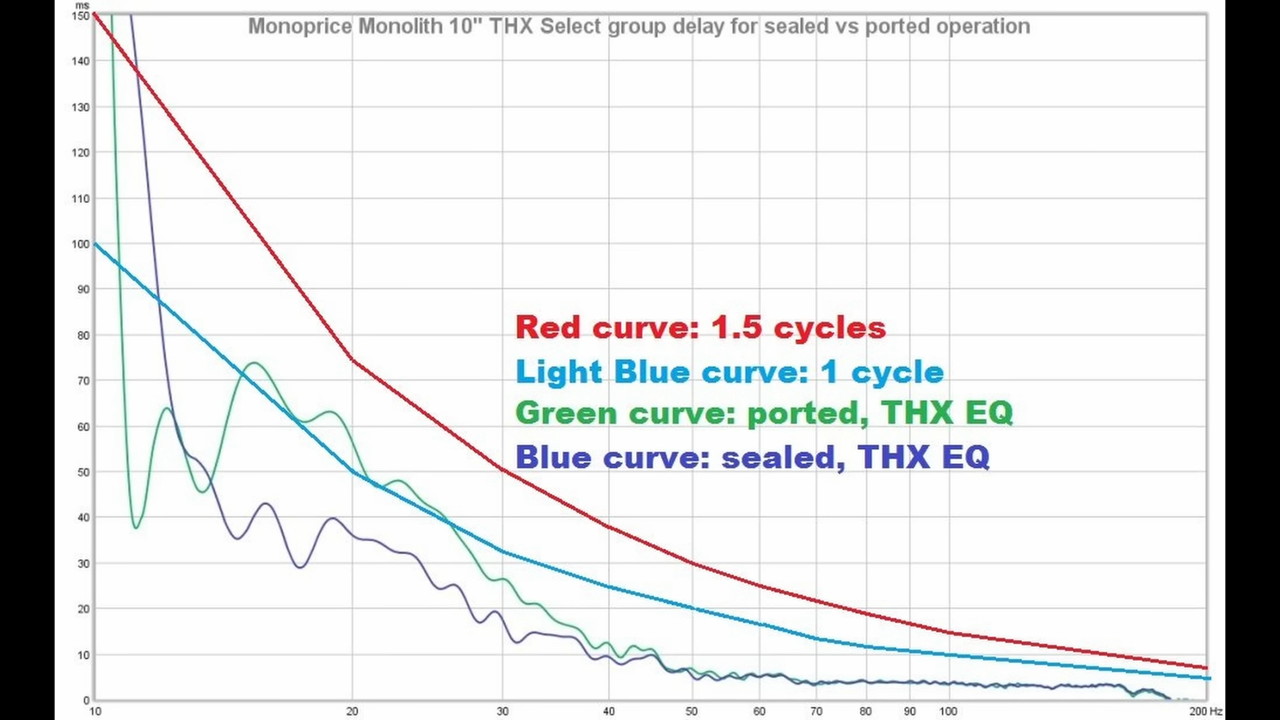 ms
Monoprice Monolith 10" THX Select group delay for sealed vs ported operation
150
140
130
120
110
100
90
80
70
60
50
40
30
20
10
0
Red curve: 1.5 cycles
Light Blue curve: 1 cycle
Green curve: ported, THX EQ
Blue curve: sealed, THX EQ
10 20 30 40 50 60 70 80 90 100 200 Hz